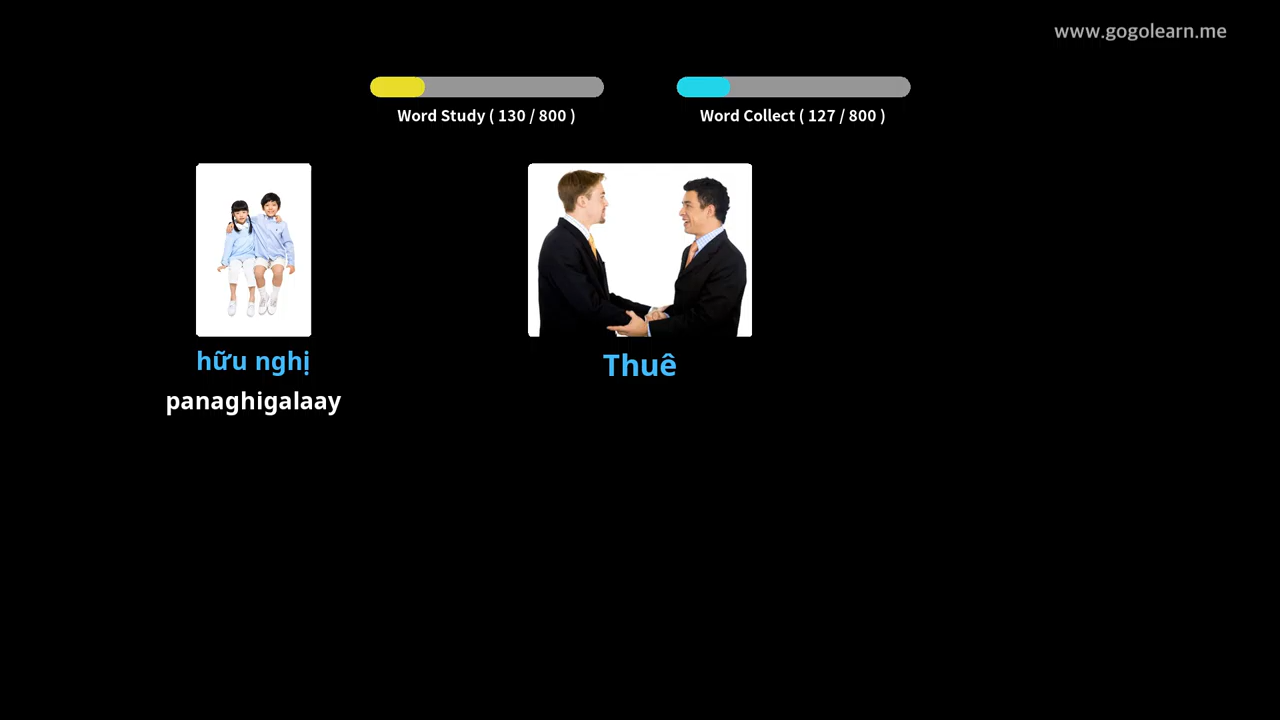 www.gogolearn.me
Word Study ( 130 / 800 )
Word Collect ( 127 / 800 )
hữu nghị
panaghigalaay
Thuê